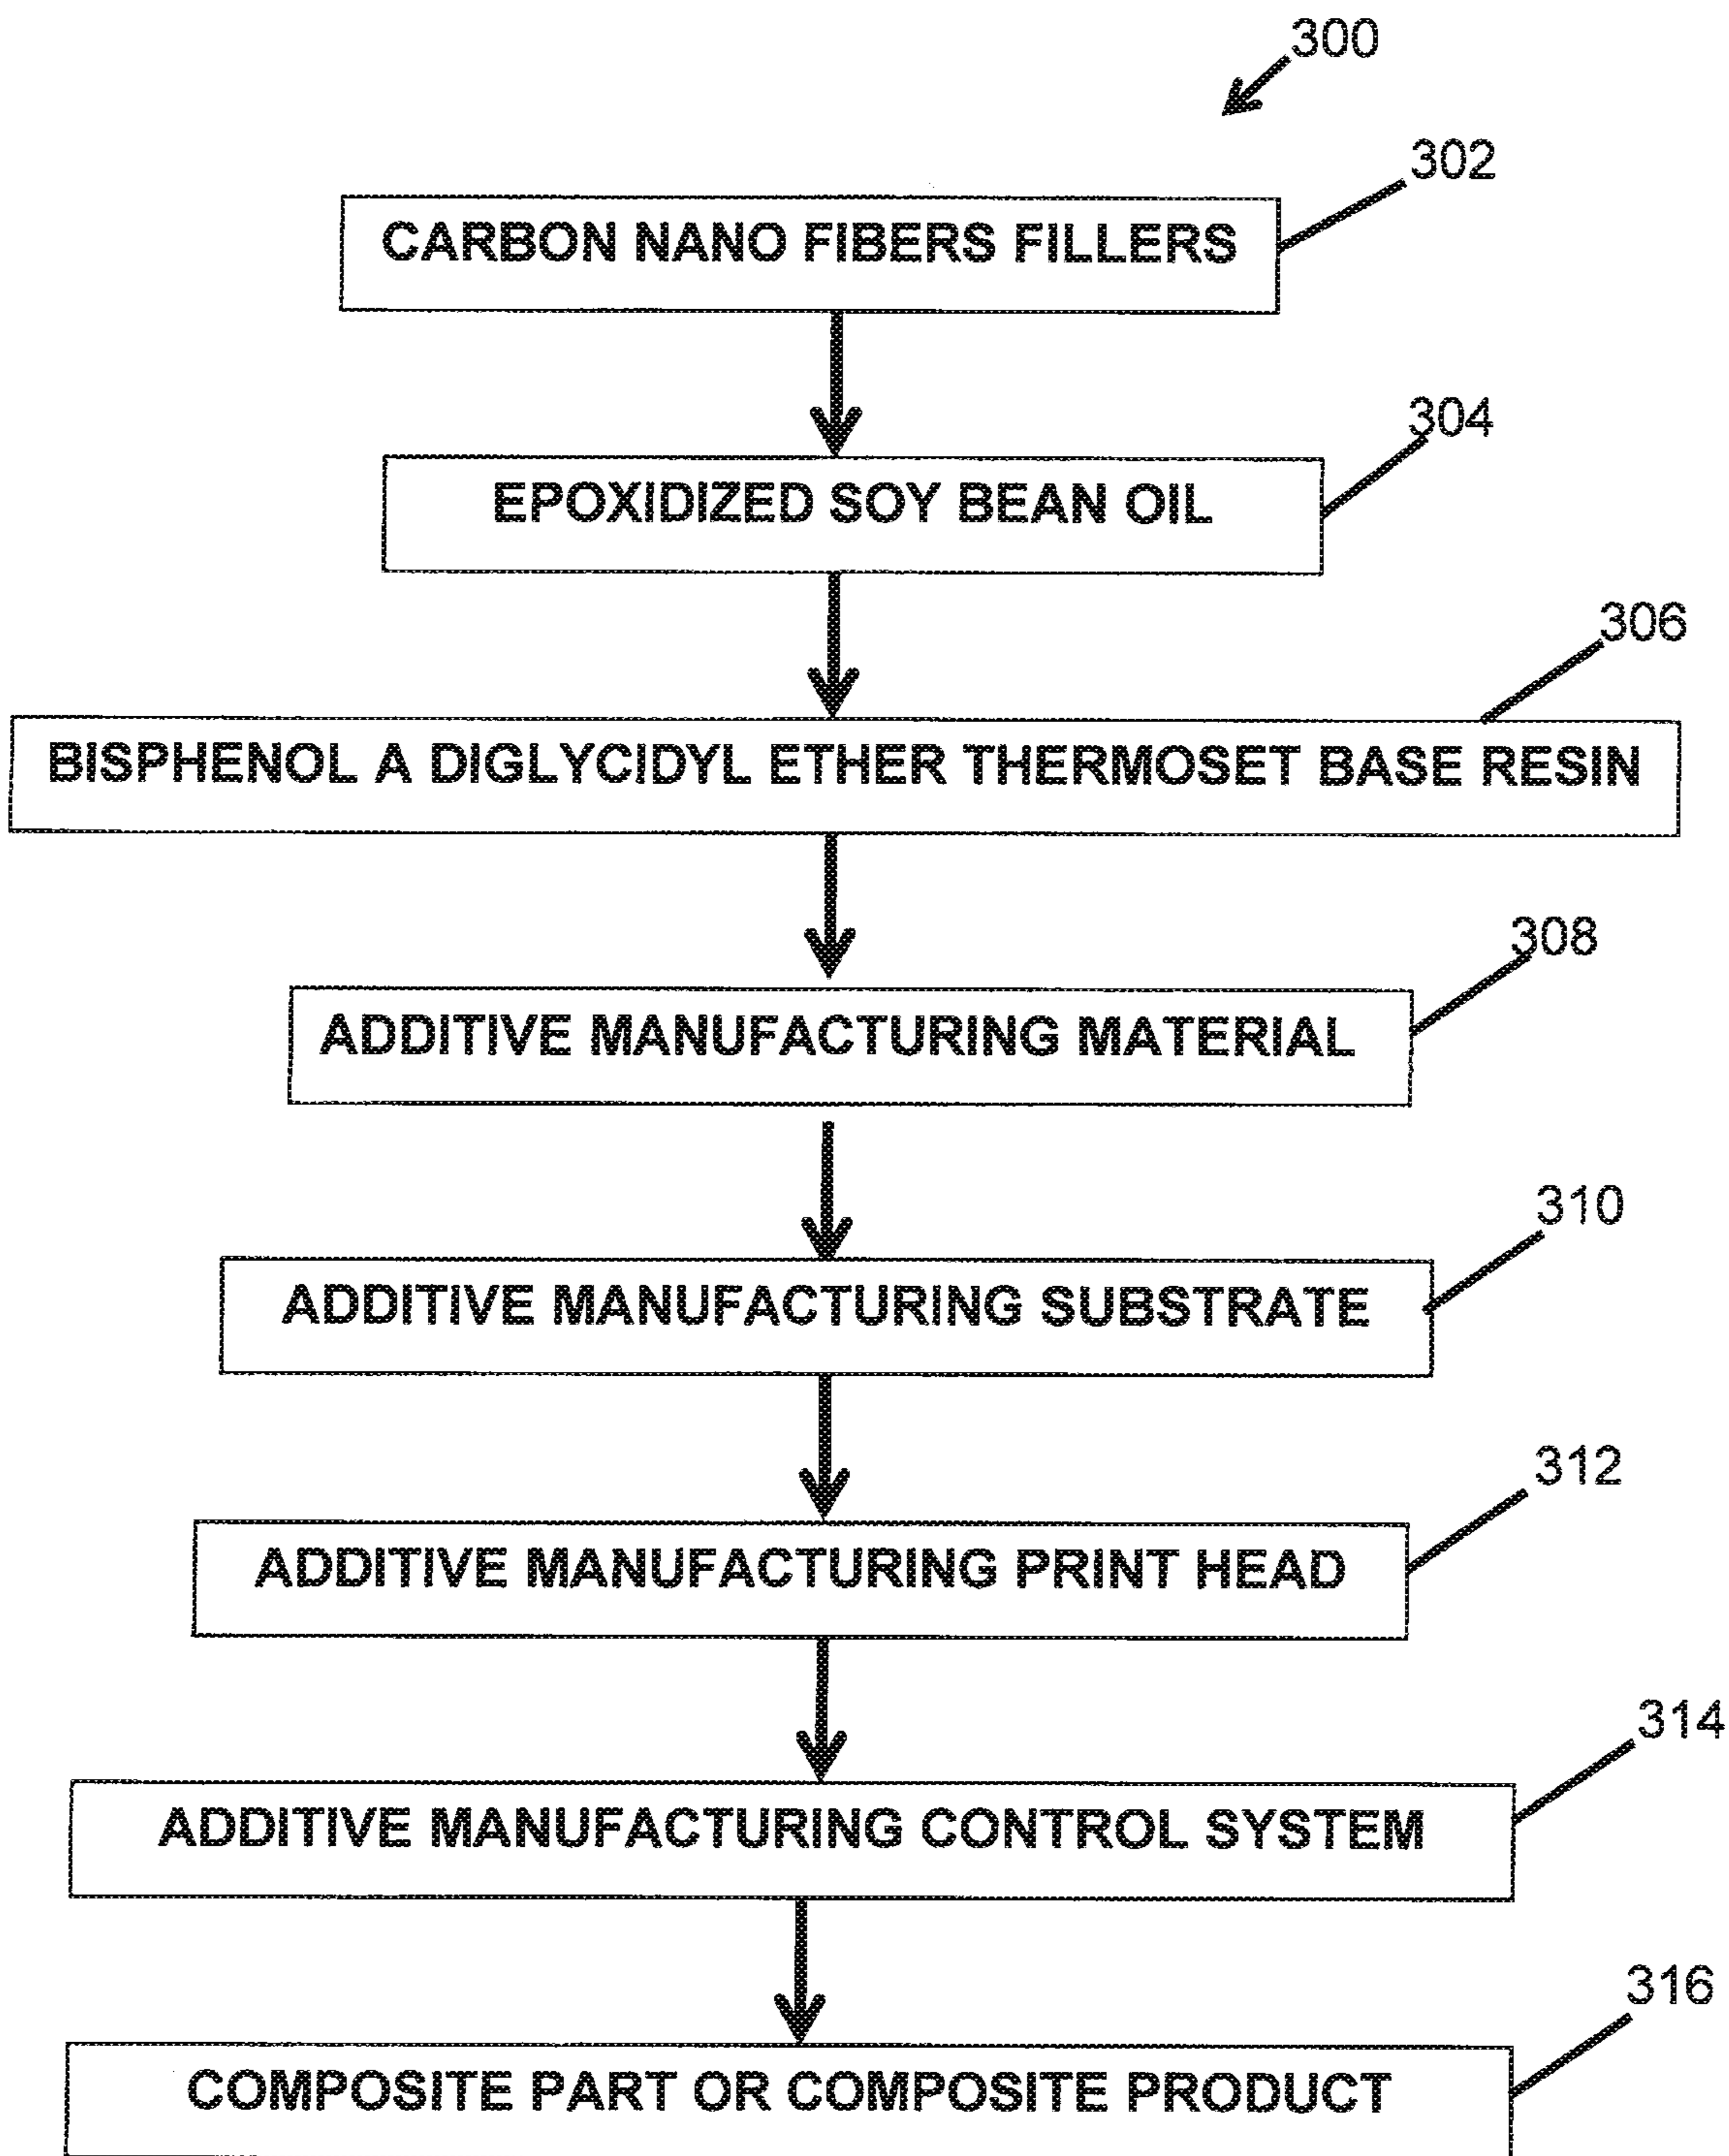 300
302
CARBON NANO FIBERS FILLERS
304
EPOXIDIZED SOY BEAN OIL
306
BISPHENOL A DIGLYCIDYL ETHER THERMOSET BASE RESIN
308
ADDITIVE MANUFACTURING MATERIAL
310
ADDITIVE MANUFACTURING SUBSTRATE
312
ADDITIVE MANUFACTURING PRINT HEAD
314
ADDITIVE MANUFACTURING CONTROL SYSTEM
316
COMPOSITE PART OR COMPOSITE PRODUCT